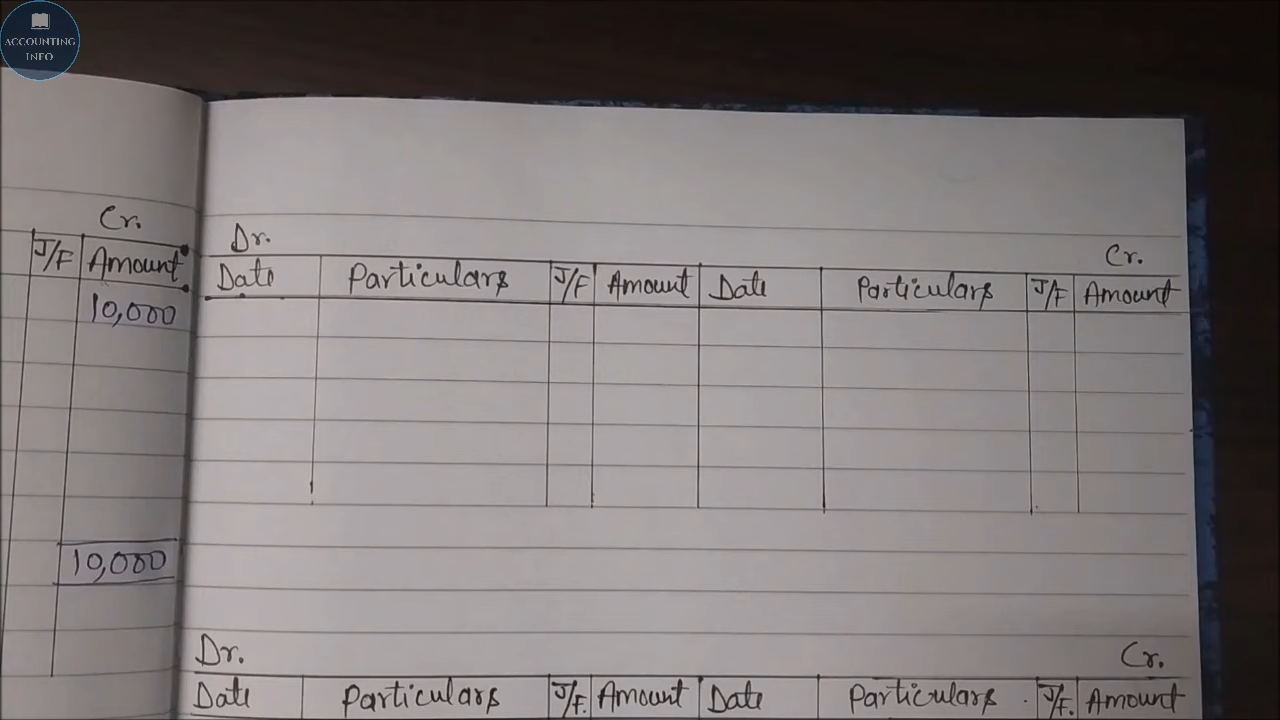 ACCOUNTING
INFO
Cr.
J/F Amount
10,000
10,000
Dr. Cr.
Date Particulars J/F Amount Date Particulars J/F Amount
Dr. Cr.
Date Particulars J/F. Amount Date Particulars J/F. Amount